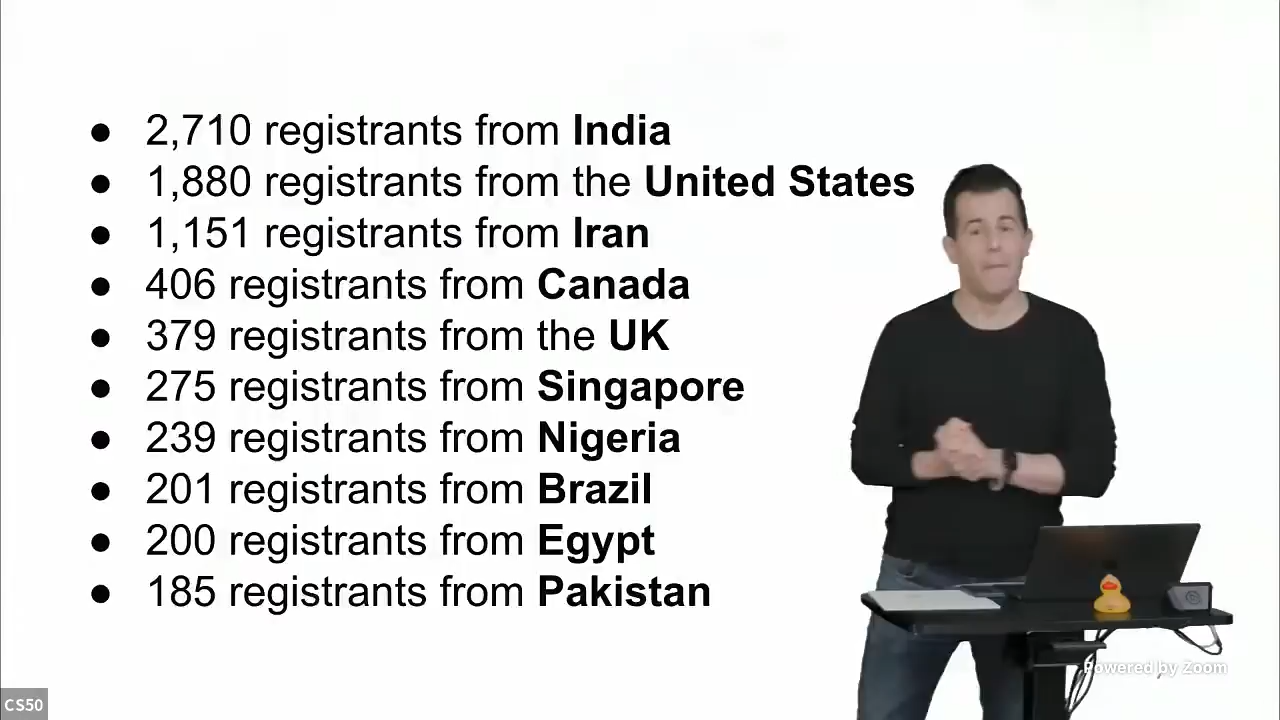 ● 2,710 registrants from India
● 1,880 registrants from the United States
● 1,151 registrants from Iran
● 406 registrants from Canada
● 379 registrants from the UK
● 275 registrants from Singapore
● 239 registrants from Nigeria
● 201 registrants from Brazil
● 200 registrants from Egypt
● 185 registrants from Pakistan
Powered by Zoom
CS50